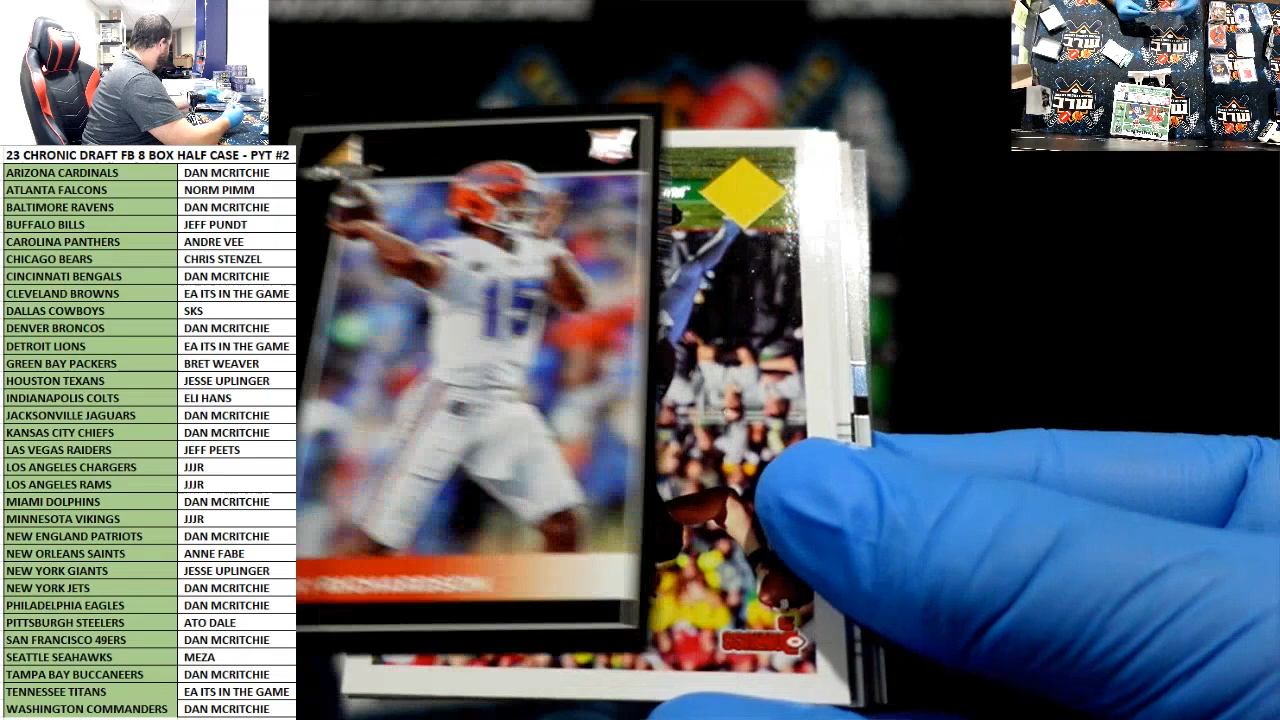 23 CHRONIC DRAFT FB 8 BOX HALF CASE - PYT #2
ARIZONA CARDINALS DAN MCRITCHIE
ATLANTA FALCONS NORM PIMM
BALTIMORE RAVENS DAN MCRITCHIE
BUFFALO BILLS JEFF PUNDT
CAROLINA PANTHERS ANDRE VEE
CHICAGO BEARS CHRIS STENZEL
CINCINNATI BENGALS DAN MCRITCHIE
CLEVELAND BROWNS EA ITS IN THE GAME
DALLAS COWBOYS SKS
DENVER BRONCOS DAN MCRITCHIE
DETROIT LIONS EA ITS IN THE GAME
GREEN BAY PACKERS BRET WEAVER
HOUSTON TEXANS JESSE UPLINGER
INDIANAPOLIS COLTS ELI HANS
JACKSONVILLE JAGUARS DAN MCRITCHIE
KANSAS CITY CHIEFS DAN MCRITCHIE
LAS VEGAS RAIDERS JEFF PEETS
LOS ANGELES CHARGERS JJJR
LOS ANGELES RAMS JJJR
MIAMI DOLPHINS DAN MCRITCHIE
MINNESOTA VIKINGS JJJR
NEW ENGLAND PATRIOTS DAN MCRITCHIE
NEW ORLEANS SAINTS ANNE FABE
NEW YORK GIANTS JESSE UPLINGER
NEW YORK JETS DAN MCRITCHIE
PHILADELPHIA EAGLES DAN MCRITCHIE
PITTSBURGH STEELERS ATO DALE
SAN FRANCISCO 49ERS DAN MCRITCHIE
SEATTLE SEAHAWKS MEZA
TAMPA BAY BUCCANEERS DAN MCRITCHIE
TENNESSEE TITANS EA ITS IN THE GAME
WASHINGTON COMMANDERS DAN MCRITCHIE
15
RICHARDSON